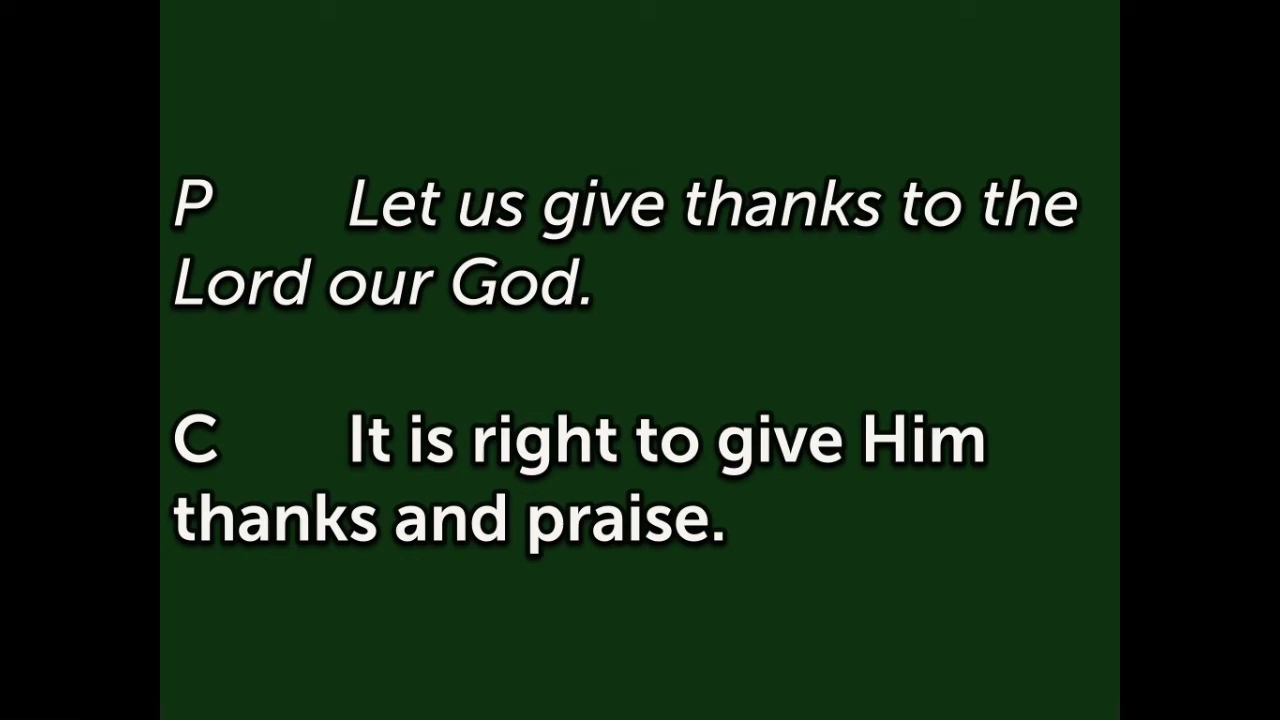 P Let us give thanks to the
Lord our God.
C It is right to give Him
thanks and praise.